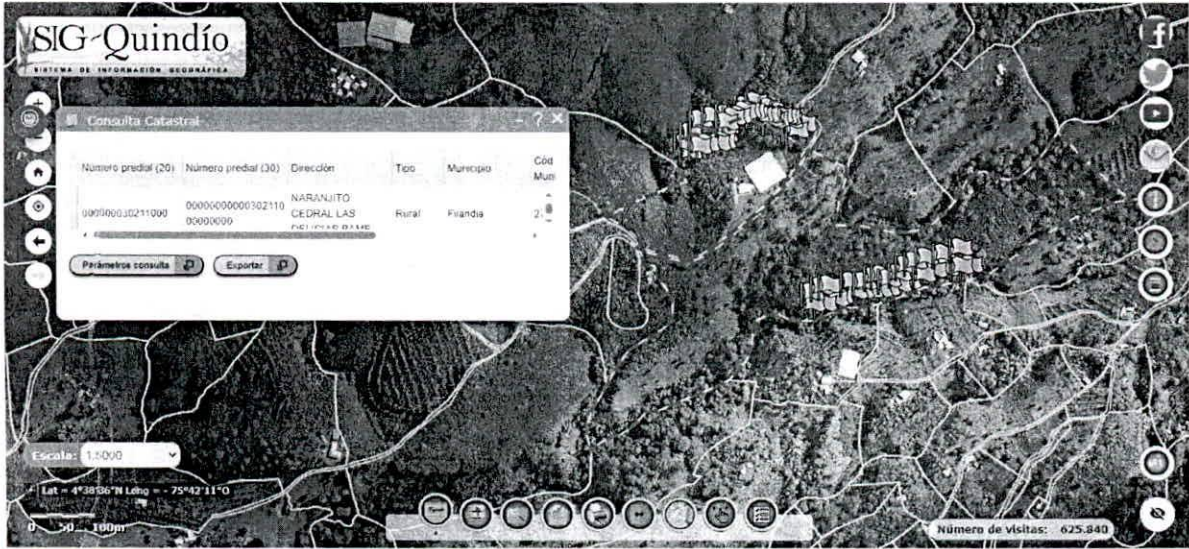 SIG-Quindío
SISTEMA DE INFORMACIÓN GEOGRÁFICA
Consulta Catastral
Número predial (20) Número predial (30) Dirección Tipo Municipio Cód Muni
000000030211000 00000000000302110 00000000 NARANJITO CEDRAL LAS Rural Filandia
Parámetros consulta Exportar
Escala: 1:5000
Lat = 4°38'36"N Long = - 75°42'11"O
0 50 100m
Número de visitas: 625.840